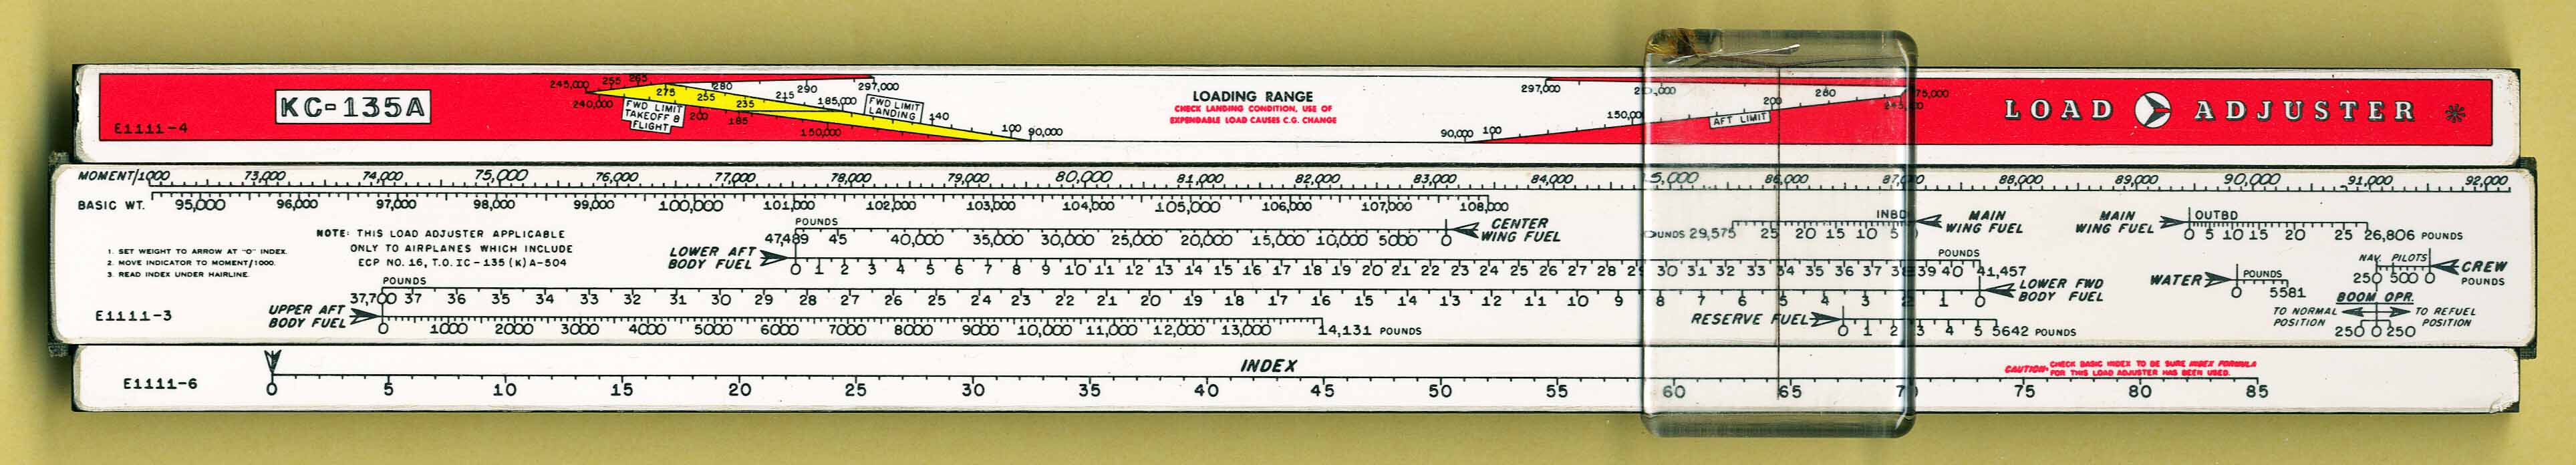 KC-135A
E1111-4
245,000 255 265 275 280 290 297,000
240,000 255 235 215 185,000
FWD LIMIT
TAKEOFF &
FLIGHT
200 185 150,000
FWD LIMIT
LANDING
140 100 90,000
LOADING RANGE
CHECK LANDING CONDITION, USE OF
EXPENDABLE LOAD CAUSES C.G. CHANGE
297,000 280
90,000 100 150,000 200
AFT LIMIT
LOAD ADJUSTER *
MOMENT/1000 73,000 74,000 75,000 76,000 77,000 78,000 79,000 80,000 81,000 82,000 83,000 84,000 85,000 86,000 87,000 88,000 89,000 90,000 91,000 92,000
BASIC WT. 95,000 96,000 97,000 98,000 99,000 100,000 101,000 102,000 103,000 104,000 105,000 106,000 107,000 108,000
1. SET WEIGHT TO ARROW AT "0" INDEX.
2. MOVE INDICATOR TO MOMENT/1000.
3. READ INDEX UNDER HAIRLINE.
NOTE: THIS LOAD ADJUSTER APPLICABLE
ONLY TO AIRPLANES WHICH INCLUDE
ECP NO. 16, T.O. 1C-135(K)A-504
POUNDS
47,489 45 40,000 35,000 30,000 25,000 20,000 15,000 10,000 5000 0
CENTER
WING FUEL
29,575 25 20 15 10 5
INBD
MAIN
WING FUEL
MAIN
WING FUEL
OUTBD
0 5 10 15 20 25 26,806 POUNDS
LOWER AFT
BODY FUEL
0 1 2 3 4 5 6 7 8 9 10 11 12 13 14 15 16 17 18 19 20 21 22 23 24 25 26 27 28 29 30 31 32 33 34 35 36 37 38 39 40 41,457
POUNDS
POUNDS
37,700 37 36 35 34 33 32 31 30 29 28 27 26 25 24 23 22 21 20 19 18 17 16 15 14 13 12 11 10 9 8 7 6 5 4 3 2 1 0
LOWER FWD
BODY FUEL
WATER
POUNDS
0 5581
NAV. PILOTS
250 500 0
CREW
POUNDS
BOOM OPR.
TO NORMAL
POSITION
TO REFUEL
POSITION
250 0 250
E1111-3
UPPER AFT
BODY FUEL
0 1000 2000 3000 4000 5000 6000 7000 8000 9000 10,000 11,000 12,000 13,000 14,131 POUNDS
RESERVE FUEL
0 1 2 3 4 5 5642 POUNDS
E1111-6
INDEX
0 5 10 15 20 25 30 35 40 45 50 55 60 65 70 75 80 85
CAUTION: CHECK BASIC INDEX TO BE SURE INDEX FORMULA
FOR THIS LOAD ADJUSTER HAS BEEN USED.